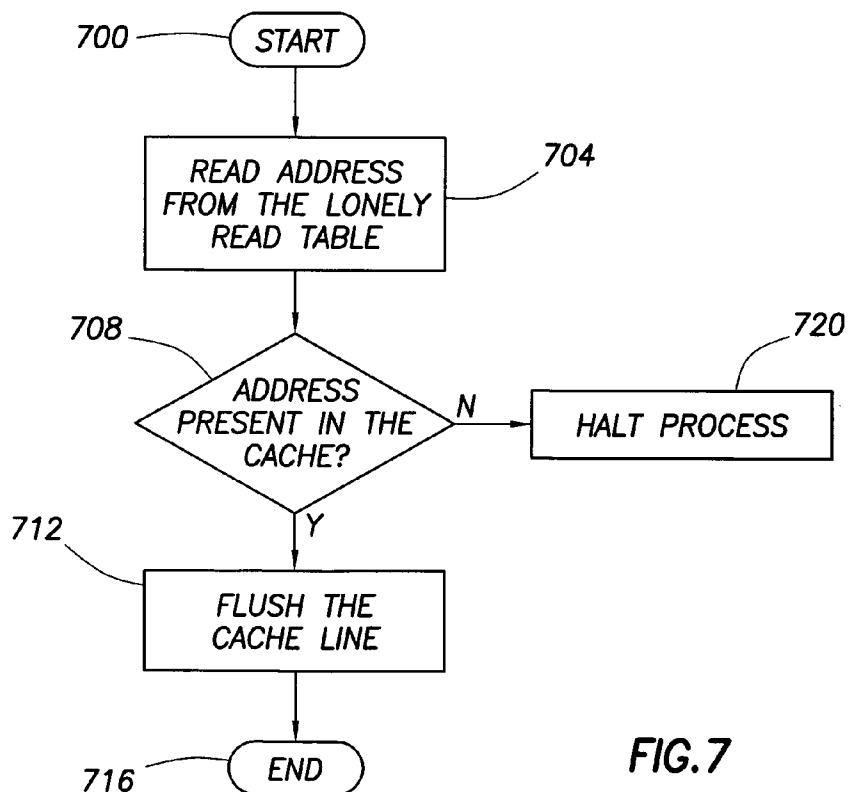 700
START
READ ADDRESS
FROM THE LONELY
READ TABLE
704
708
ADDRESS
PRESENT IN THE
CACHE?
N
720
HALT PROCESS
Y
712
FLUSH THE
CACHE LINE
716
END
FIG.7